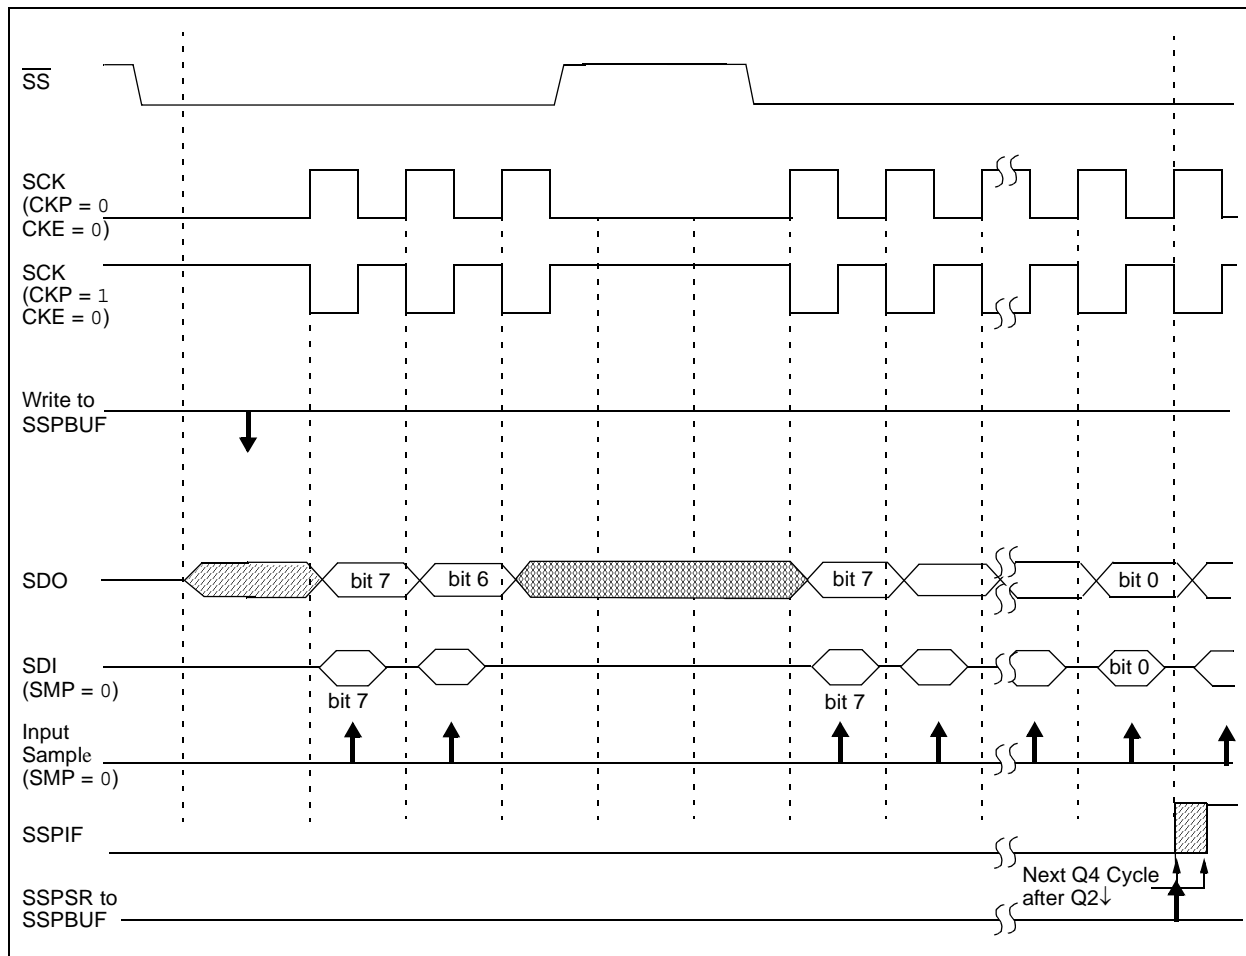 SS
SCK
(CKP = 0
CKE = 0)
SCK
(CKP = 1
CKE = 0)
Write to
SSPBUF
SDO
bit 7
bit 6
bit 7
bit 0
SDI
(SMP = 0)
bit 7
bit 7
bit 0
Input
Sample
(SMP = 0)
SSPIF
Next Q4 Cycle
after Q2↓
SSPSR to
SSPBUF